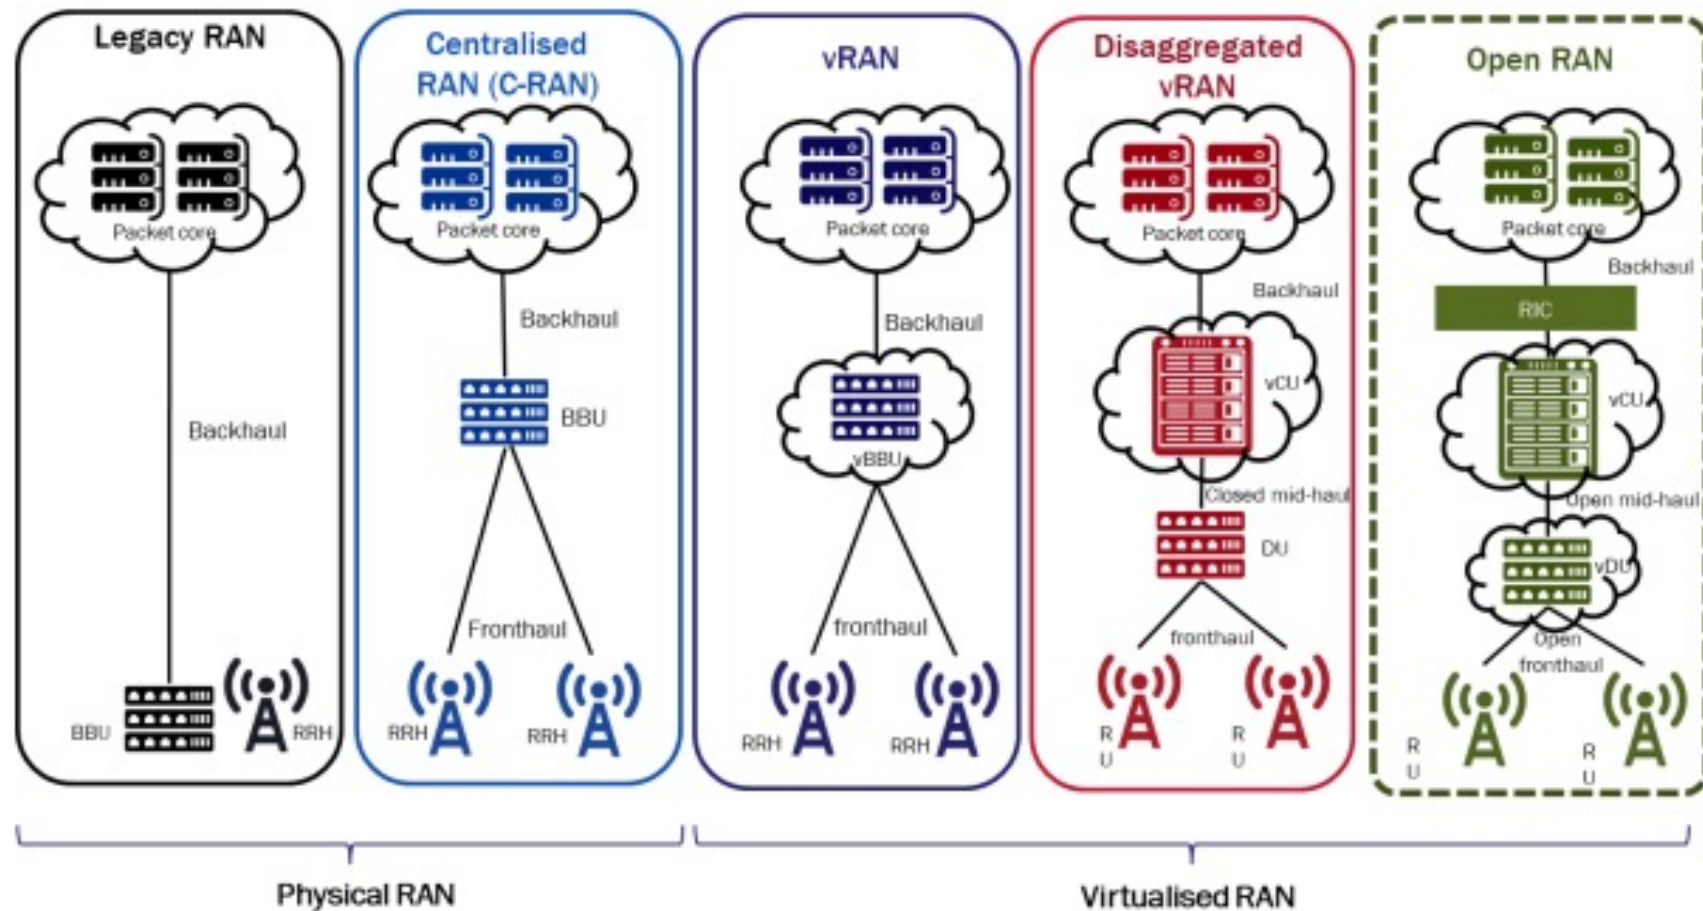 Legacy RAN
Packet core
Backhaul
BBU
RRH
Centralised
RAN (C-RAN)
Packet core
Backhaul
BBU
Fronthaul
RRH
RRH
vRAN
Packet core
Backhaul
vBBU
fronthaul
RRH
RRH
Disaggregated
vRAN
Packet core
Backhaul
vCU
Closed mid-haul
DU
fronthaul
R
U
R
U
Open RAN
Packet core
Backhaul
RIC
vCU
Open mid-haul
vDU
Open
fronthaul
R
U
R
U
Physical RAN
Virtualised RAN